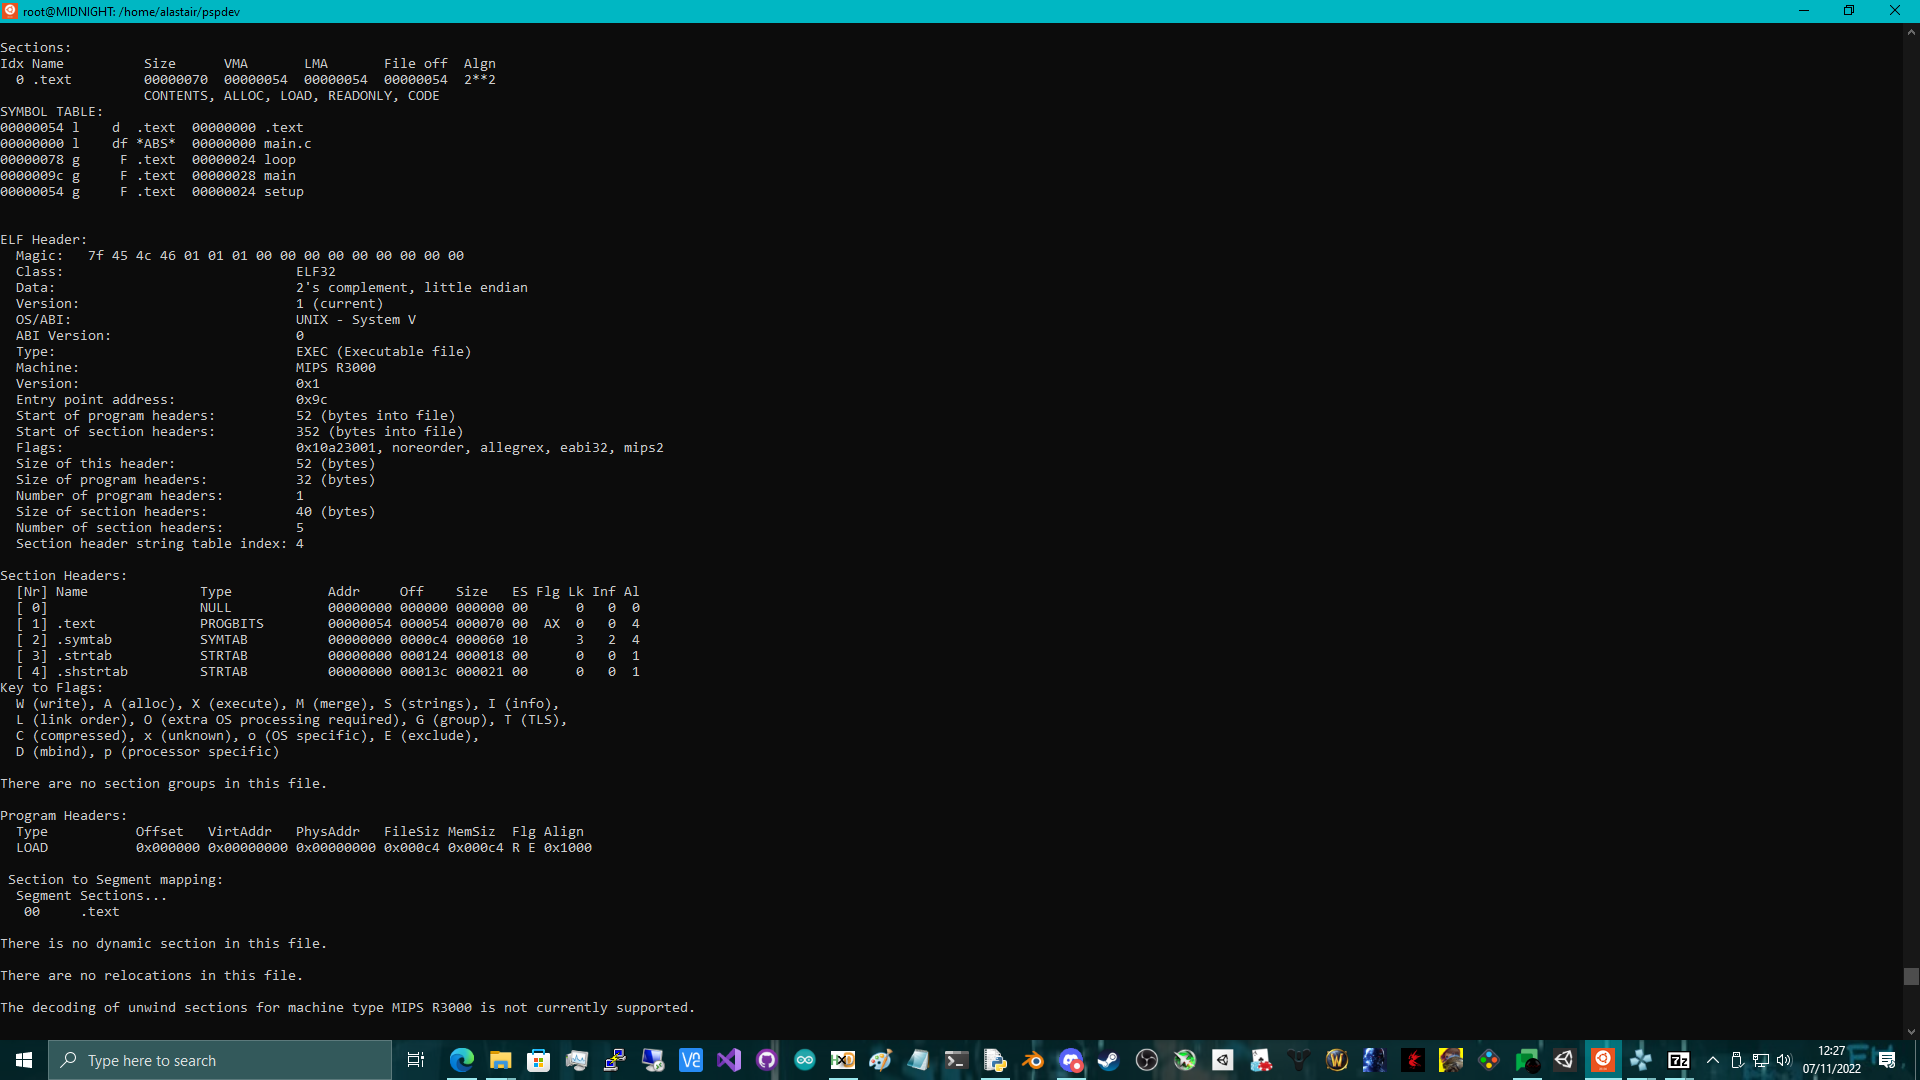 root@MIDNIGHT: /home/alastair/pspdev
Sections:
Idx Name          Size      VMA       LMA       File off  Algn
  0 .text         00000070  00000054  00000054  00000054  2**2
                  CONTENTS, ALLOC, LOAD, READONLY, CODE
SYMBOL TABLE:
00000054 l    d  .text  00000000 .text
00000000 l    df *ABS*  00000000 main.c
00000078 g     F .text  00000024 loop
0000009c g     F .text  00000028 main
00000054 g     F .text  00000024 setup
ELF Header:
  Magic:   7f 45 4c 46 01 01 01 00 00 00 00 00 00 00 00 00
  Class:                             ELF32
  Data:                              2's complement, little endian
  Version:                           1 (current)
  OS/ABI:                            UNIX - System V
  ABI Version:                       0
  Type:                              EXEC (Executable file)
  Machine:                           MIPS R3000
  Version:                           0x1
  Entry point address:               0x9c
  Start of program headers:          52 (bytes into file)
  Start of section headers:          352 (bytes into file)
  Flags:                             0x10a23001, noreorder, allegrex, eabi32, mips2
  Size of this header:               52 (bytes)
  Size of program headers:           32 (bytes)
  Number of program headers:         1
  Size of section headers:           40 (bytes)
  Number of section headers:         5
  Section header string table index: 4
Section Headers:
  [Nr] Name              Type            Addr     Off    Size   ES Flg Lk Inf Al
  [ 0]                   NULL            00000000 000000 000000 00      0   0  0
  [ 1] .text             PROGBITS        00000054 000054 000070 00  AX  0   0  4
  [ 2] .symtab           SYMTAB          00000000 0000c4 000060 10      3   2  4
  [ 3] .strtab           STRTAB          00000000 000124 000018 00      0   0  1
  [ 4] .shstrtab         STRTAB          00000000 00013c 000021 00      0   0  1
Key to Flags:
  W (write), A (alloc), X (execute), M (merge), S (strings), I (info),
  L (link order), O (extra OS processing required), G (group), T (TLS),
  C (compressed), x (unknown), o (OS specific), E (exclude),
  D (mbind), p (processor specific)
There are no section groups in this file.
Program Headers:
  Type           Offset   VirtAddr   PhysAddr   FileSiz MemSiz  Flg Align
  LOAD           0x000000 0x00000000 0x00000000 0x000c4 0x000c4 R E 0x1000
 Section to Segment mapping:
  Segment Sections...
   00     .text
There is no dynamic section in this file.
There are no relocations in this file.
The decoding of unwind sections for machine type MIPS R3000 is not currently supported.
Type here to search
12:27
07/11/2022